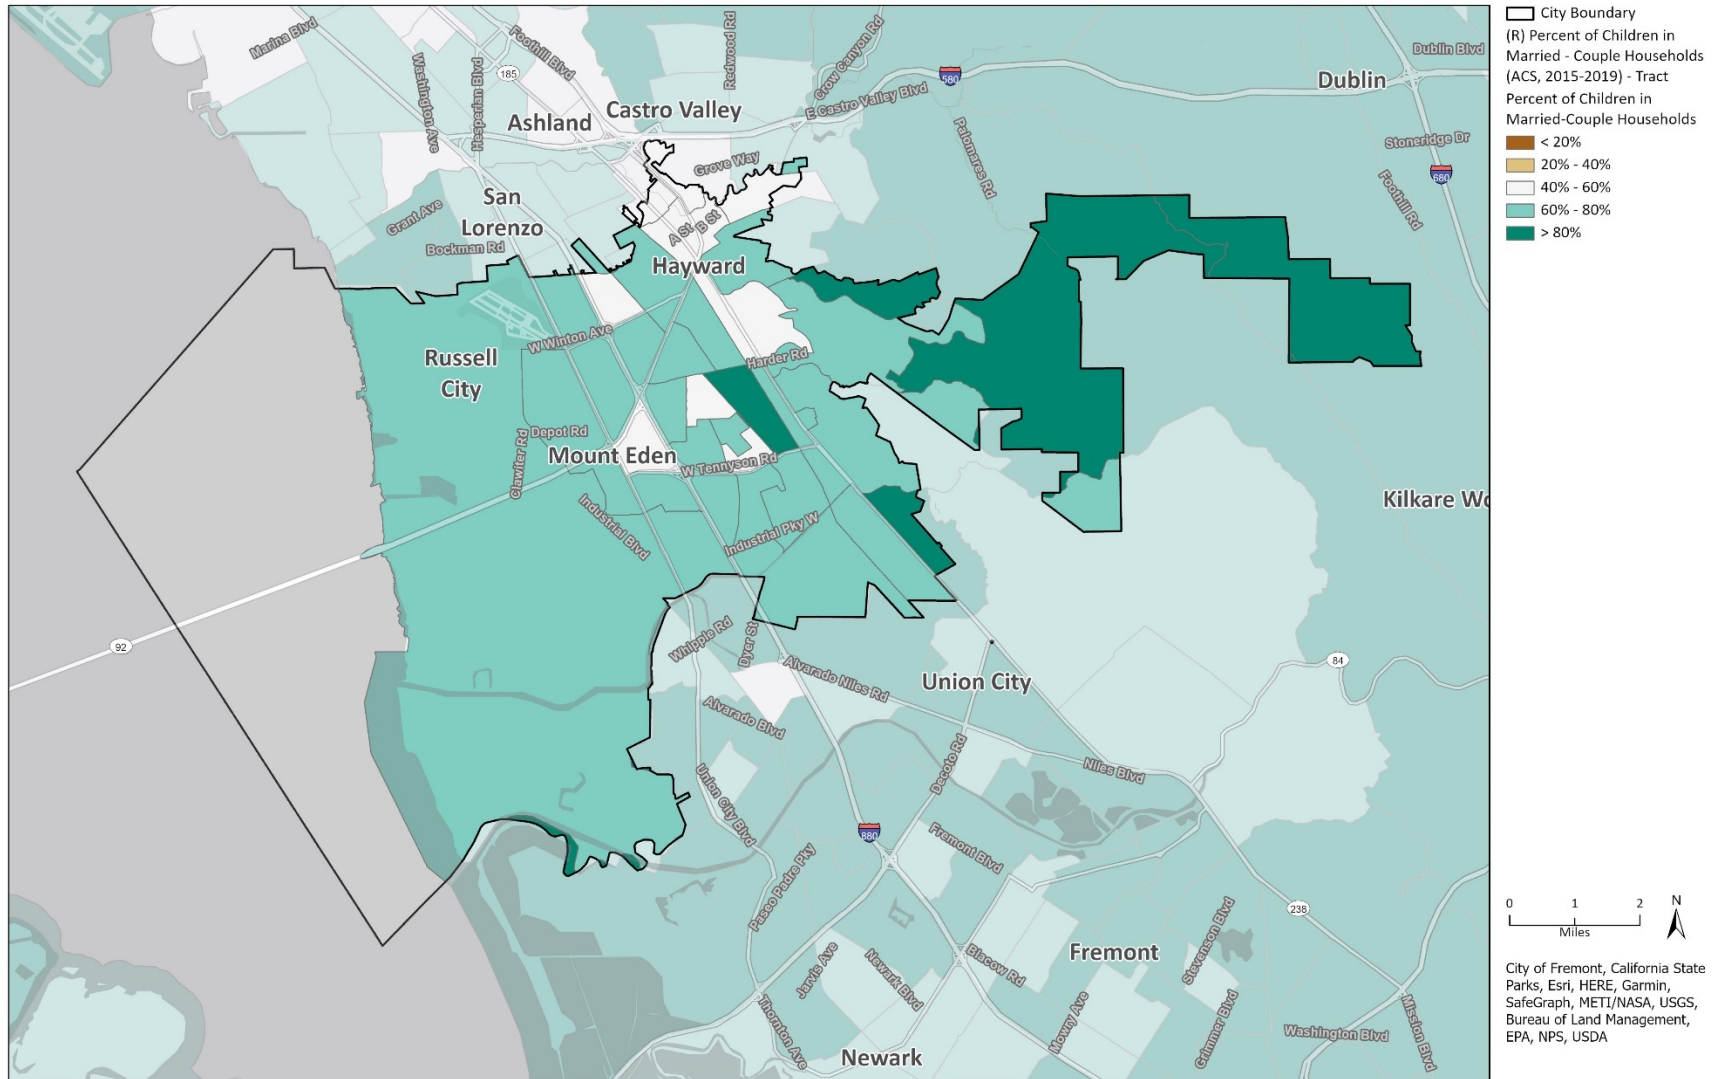 Marina Blvd
Washington Ave
Hesperian Blvd
185
Foothill Blvd
Redwood Rd
Crow Canyon Rd
E Castro Valley Blvd
580
Dublin
Dublin Blvd
Stoneridge Dr
680
Foothill Rd
Castro Valley
Ashland
Palomares Rd
Grove Way
San
Lorenzo
Grant Ave
Bockman Rd
A St
B St
Hayward
Russell
City
W Winton Ave
Harder Rd
Depot Rd
Clawiter Rd
Mount Eden
W Tennyson Rd
Industrial Blvd
Industrial Pky W
Kilkare Wo
92
Whipple Rd
Dyer St
Alvarado Niles Rd
Union City
84
Alvarado Blvd
Union City Blvd
Decoto Rd
Niles Blvd
880
Fremont Blvd
Paseo Padre Pky
238
Stevenson Blvd
Fremont
Blacow Rd
Jarvis Ave
Newark Blvd
Thornton Ave
Mowry Ave
Grimmer Blvd
Washington Blvd
Mission Blvd
Newark
City Boundary
(R) Percent of Children in
Married - Couple Households
(ACS, 2015-2019) - Tract
Percent of Children in
Married-Couple Households
< 20%
20% - 40%
40% - 60%
60% - 80%
> 80%
0 1 2
Miles
N
City of Fremont, California State
Parks, Esri, HERE, Garmin,
SafeGraph, METI/NASA, USGS,
Bureau of Land Management,
EPA, NPS, USDA